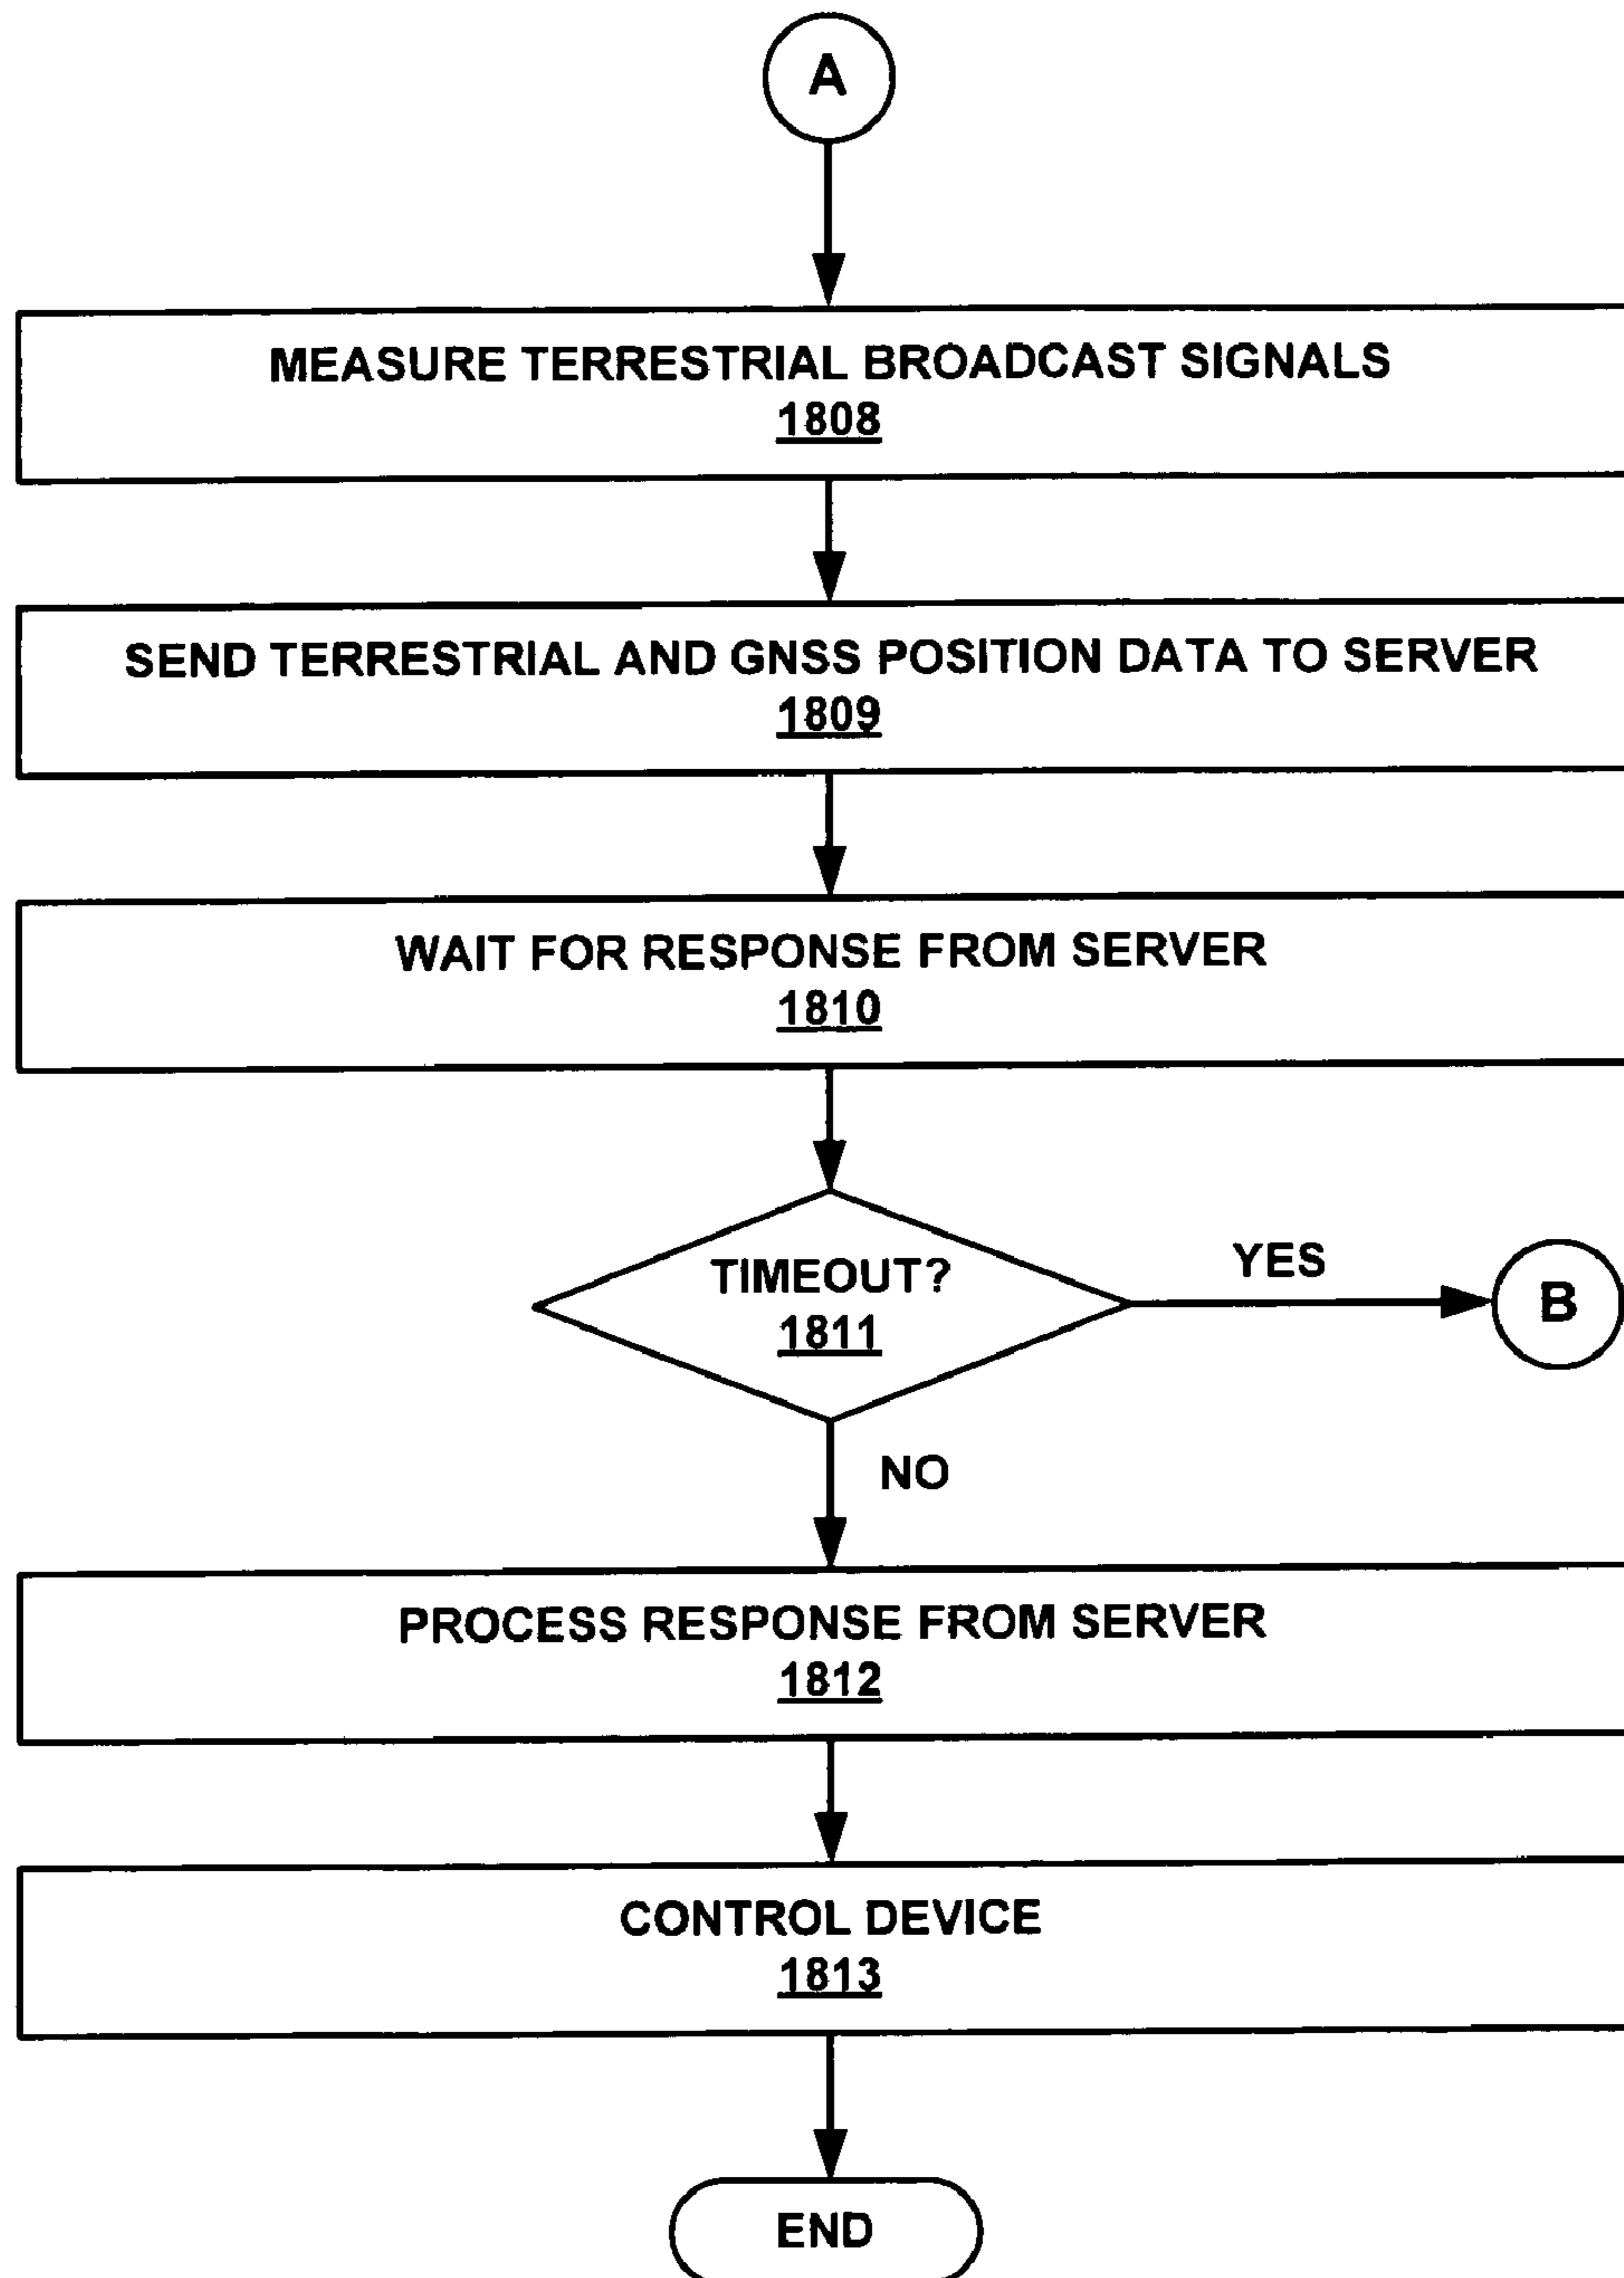 A
MEASURE TERRESTRIAL BROADCAST SIGNALS
1808
SEND TERRESTRIAL AND GNSS POSITION DATA TO SERVER
1809
WAIT FOR RESPONSE FROM SERVER
1810
TIMEOUT?
1811
YES
B
NO
PROCESS RESPONSE FROM SERVER
1812
CONTROL DEVICE
1813
END